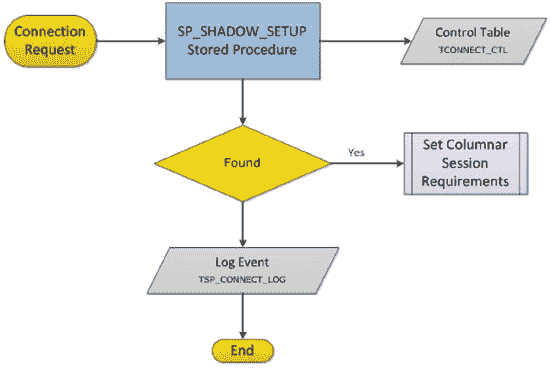 Connection
Request
SP_SHADOW_SETUP
Stored Procedure
Control Table
TCONNECT_CTL
Found
Yes
Set Columnar
Session
Requirements
Log Event
TSP_CONNECT_LOG
End